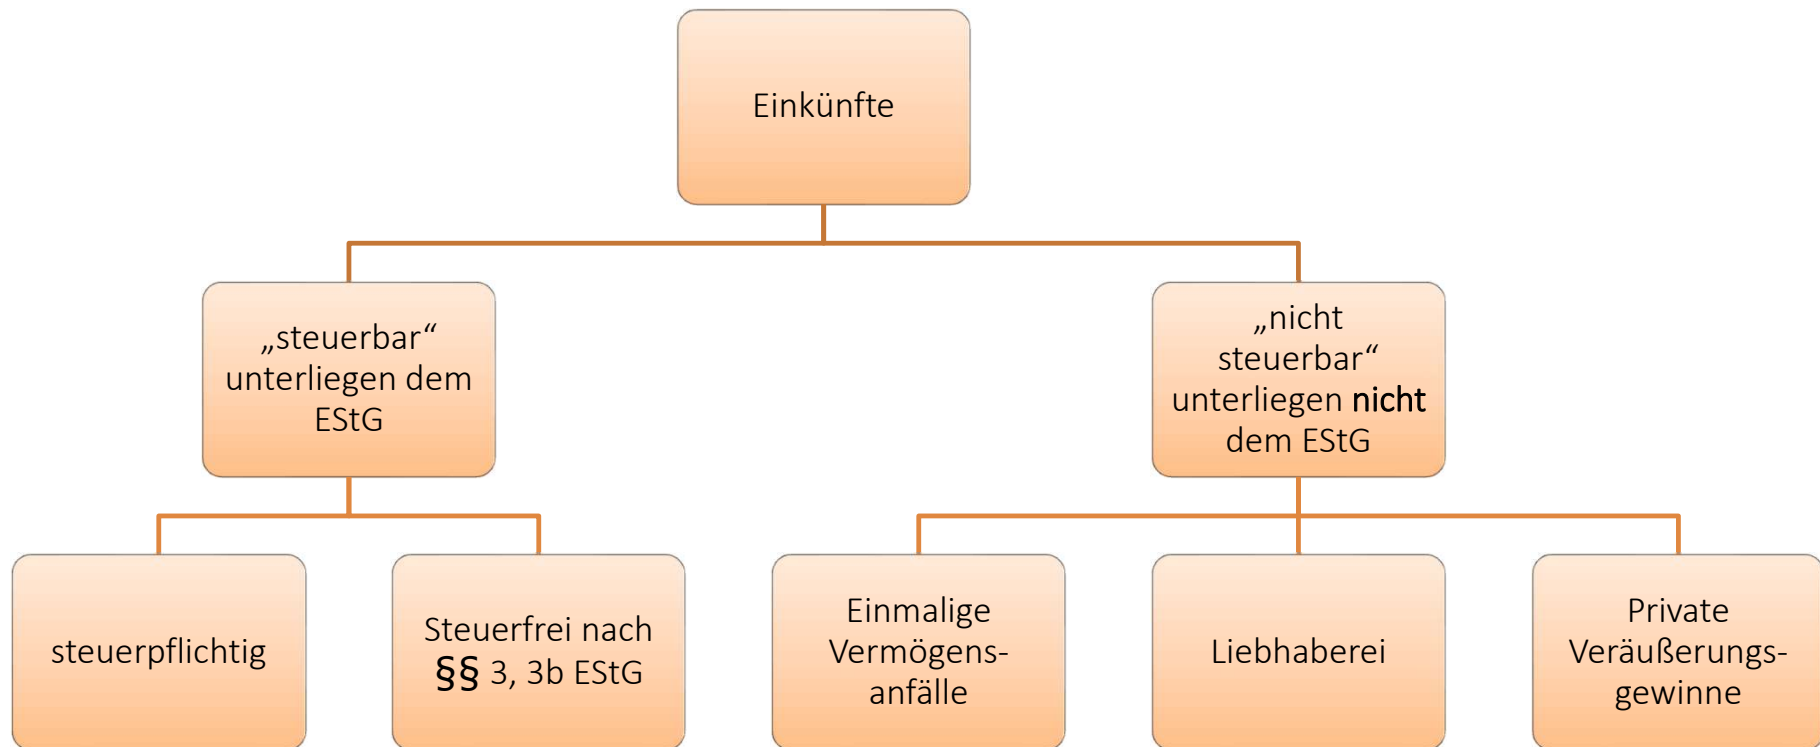 Einkünfte
„steuerbar“
unterliegen dem
EStG
„nicht
steuerbar“
unterliegen nicht
dem EStG
steuerpflichtig
Steuerfrei nach
§§ 3, 3b EStG
Einmalige
Vermögens-
anfälle
Liebhaberei
Private
Veräußerungs-
gewinne